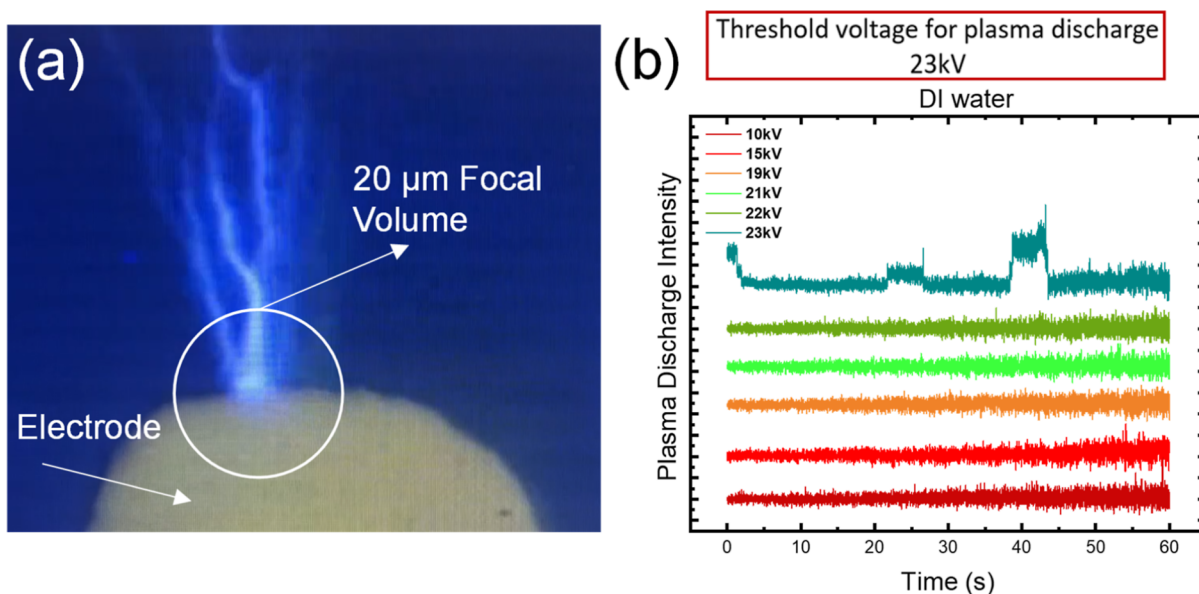 (a)
20 µm Focal
Volume
Electrode
(b)
Threshold voltage for plasma discharge
23kV
DI water
10kV
15kV
19kV
21kV
22kV
23kV
Plasma Discharge Intensity
0 10 20 30 40 50 60
Time (s)